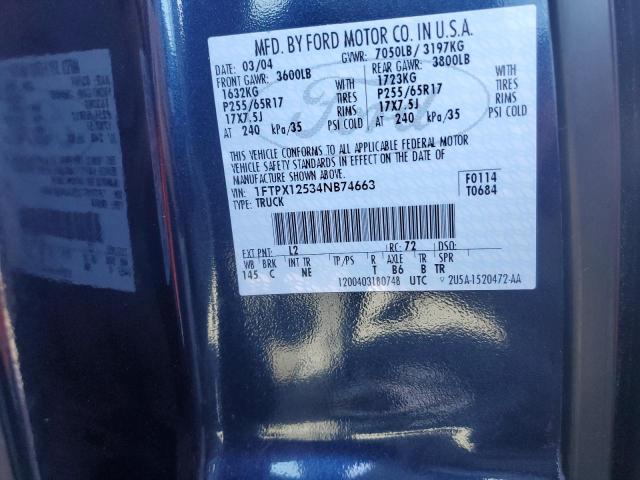 MFD. BY FORD MOTOR CO. IN U.S.A.
DATE: 03/04 GVWR: 7050LB/ 3197KG
FRONT GAWR: 3600LB REAR GAWR: 3800LB
1632KG WITH 1723KG WITH
P255/65R17 TIRES P255/65R17 TIRES
17X7.5J RIMS 17X7.5J RIMS
AT 240 kPa/35 PSI COLD AT 240 kPa/35 PSI COLD
Ford
THIS VEHICLE CONFORMS TO ALL APPLICABLE FEDERAL MOTOR
VEHICLE SAFETY STANDARDS IN EFFECT ON THE DATE OF
MANUFACTURE SHOWN ABOVE.
VIN: 1FTPX12534NB74663 F0114
TYPE: TRUCK T0684
EXT PNT: L2 RC: 72 DSO:
WB BRK INT TR TP/PS R AXLE TR SPR
145 C NE T B6 B TR
UTC 2U5A-1520472-AA